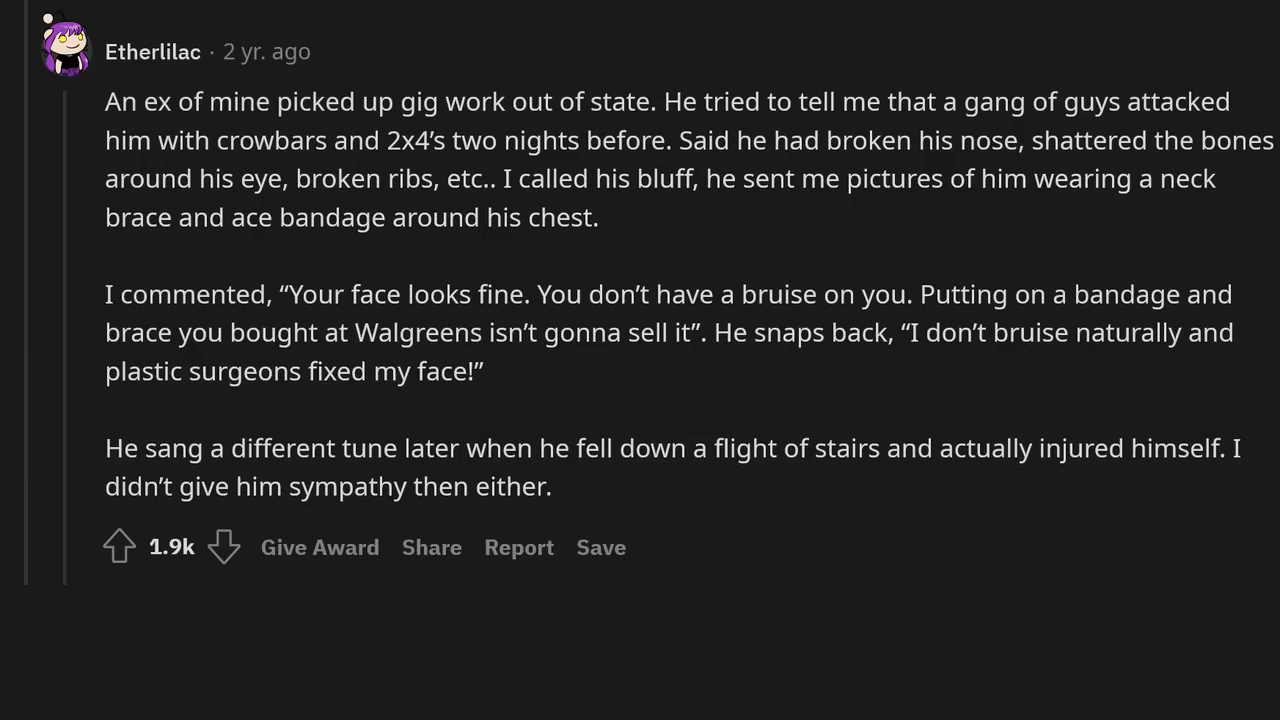 Etherlilac · 2 yr. ago
An ex of mine picked up gig work out of state. He tried to tell me that a gang of guys attacked
him with crowbars and 2x4’s two nights before. Said he had broken his nose, shattered the bones
around his eye, broken ribs, etc.. I called his bluff, he sent me pictures of him wearing a neck
brace and ace bandage around his chest.
I commented, “Your face looks fine. You don’t have a bruise on you. Putting on a bandage and
brace you bought at Walgreens isn’t gonna sell it”. He snaps back, “I don’t bruise naturally and
plastic surgeons fixed my face!”
He sang a different tune later when he fell down a flight of stairs and actually injured himself. I
didn’t give him sympathy then either.
1.9k Give Award Share Report Save